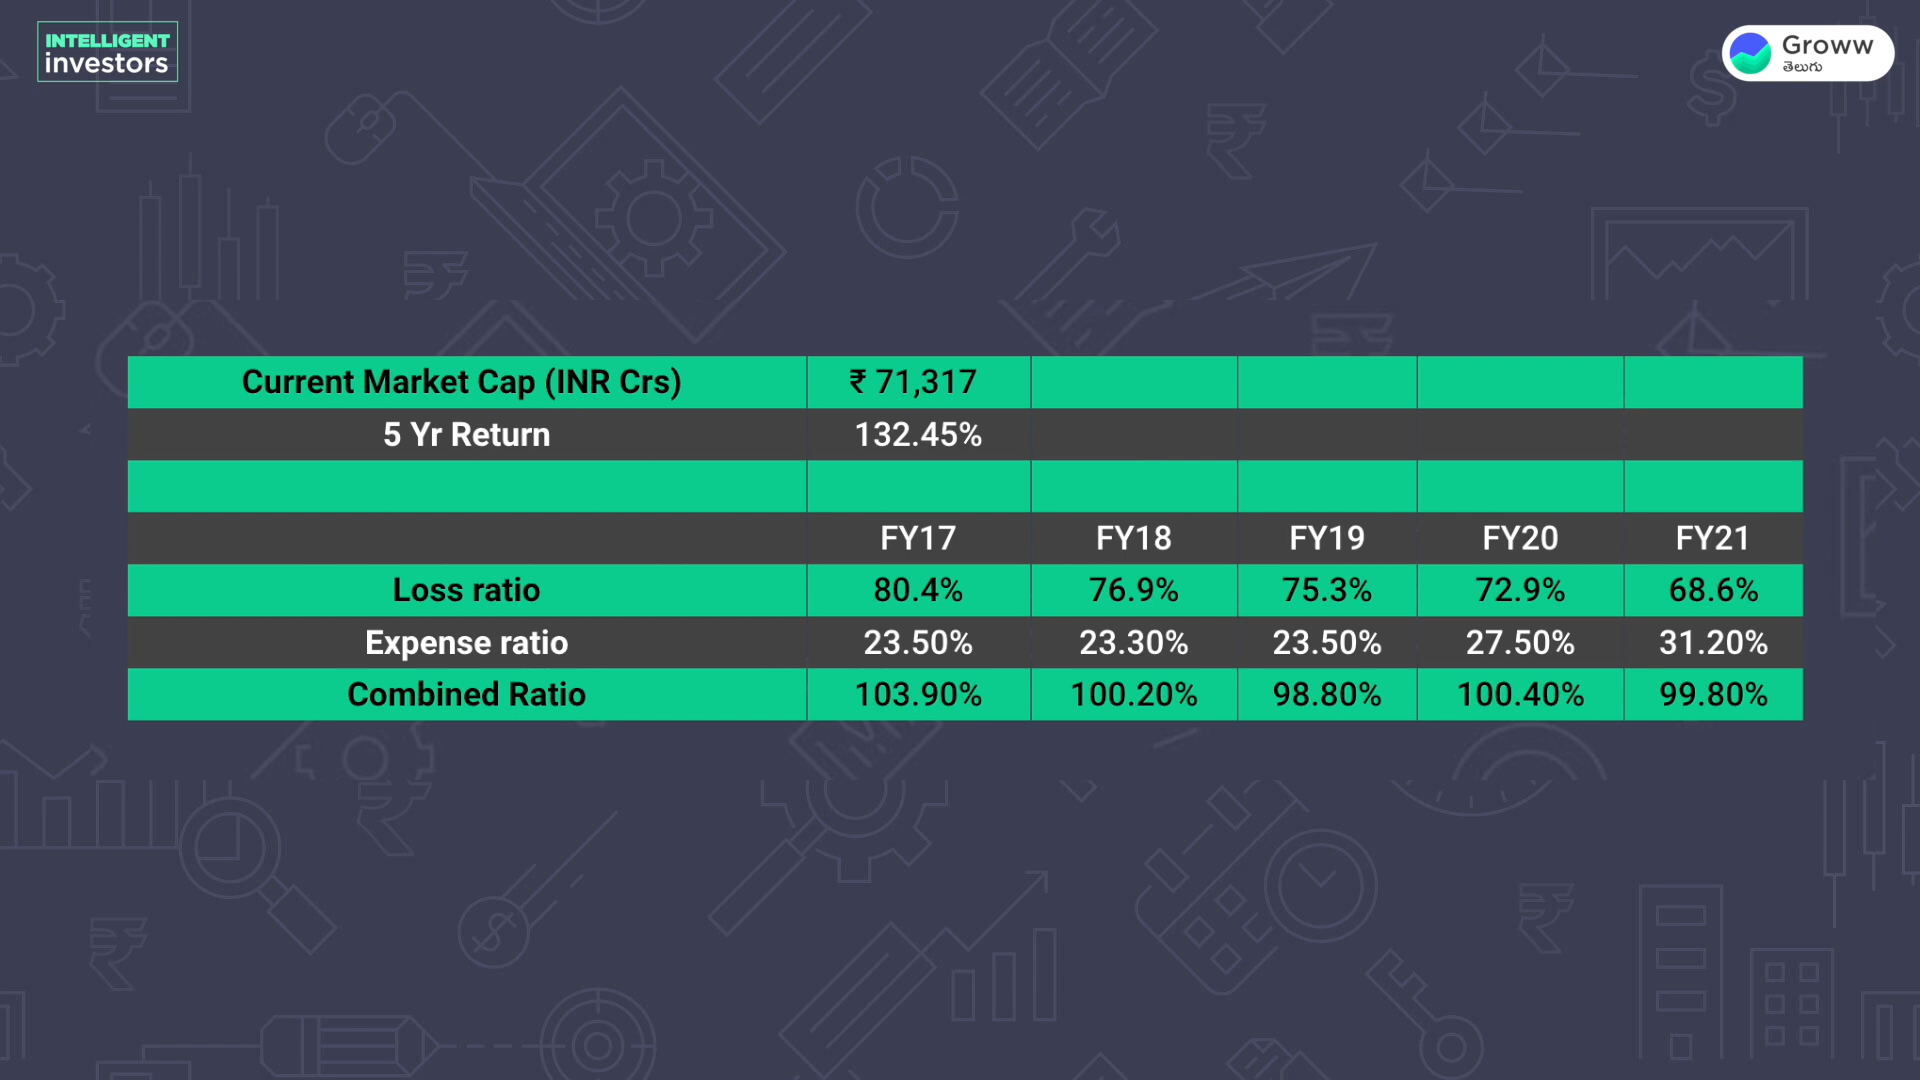 INTELLIGENT
investors
Groww
తెలుగు
Current Market Cap (INR Crs) ₹ 71,317
5 Yr Return 132.45%
FY17 FY18 FY19 FY20 FY21
Loss ratio 80.4% 76.9% 75.3% 72.9% 68.6%
Expense ratio 23.50% 23.30% 23.50% 27.50% 31.20%
Combined Ratio 103.90% 100.20% 98.80% 100.40% 99.80%